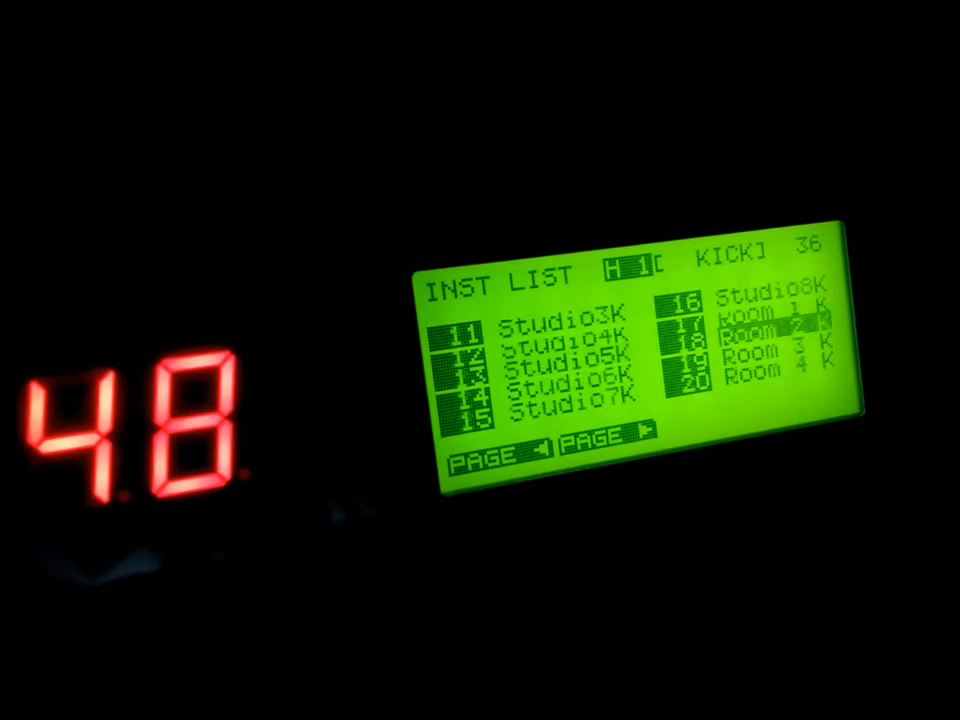 48
INST LIST H 1[ KICK] 36
11 Studio3K
12 Studio4K
13 Studio5K
14 Studio6K
15 Studio7K
16 Studio8K
17 Room 1 K
18 Room 2 K
19 Room 3 K
20 Room 4 K
PAGE ◀ PAGE ▶